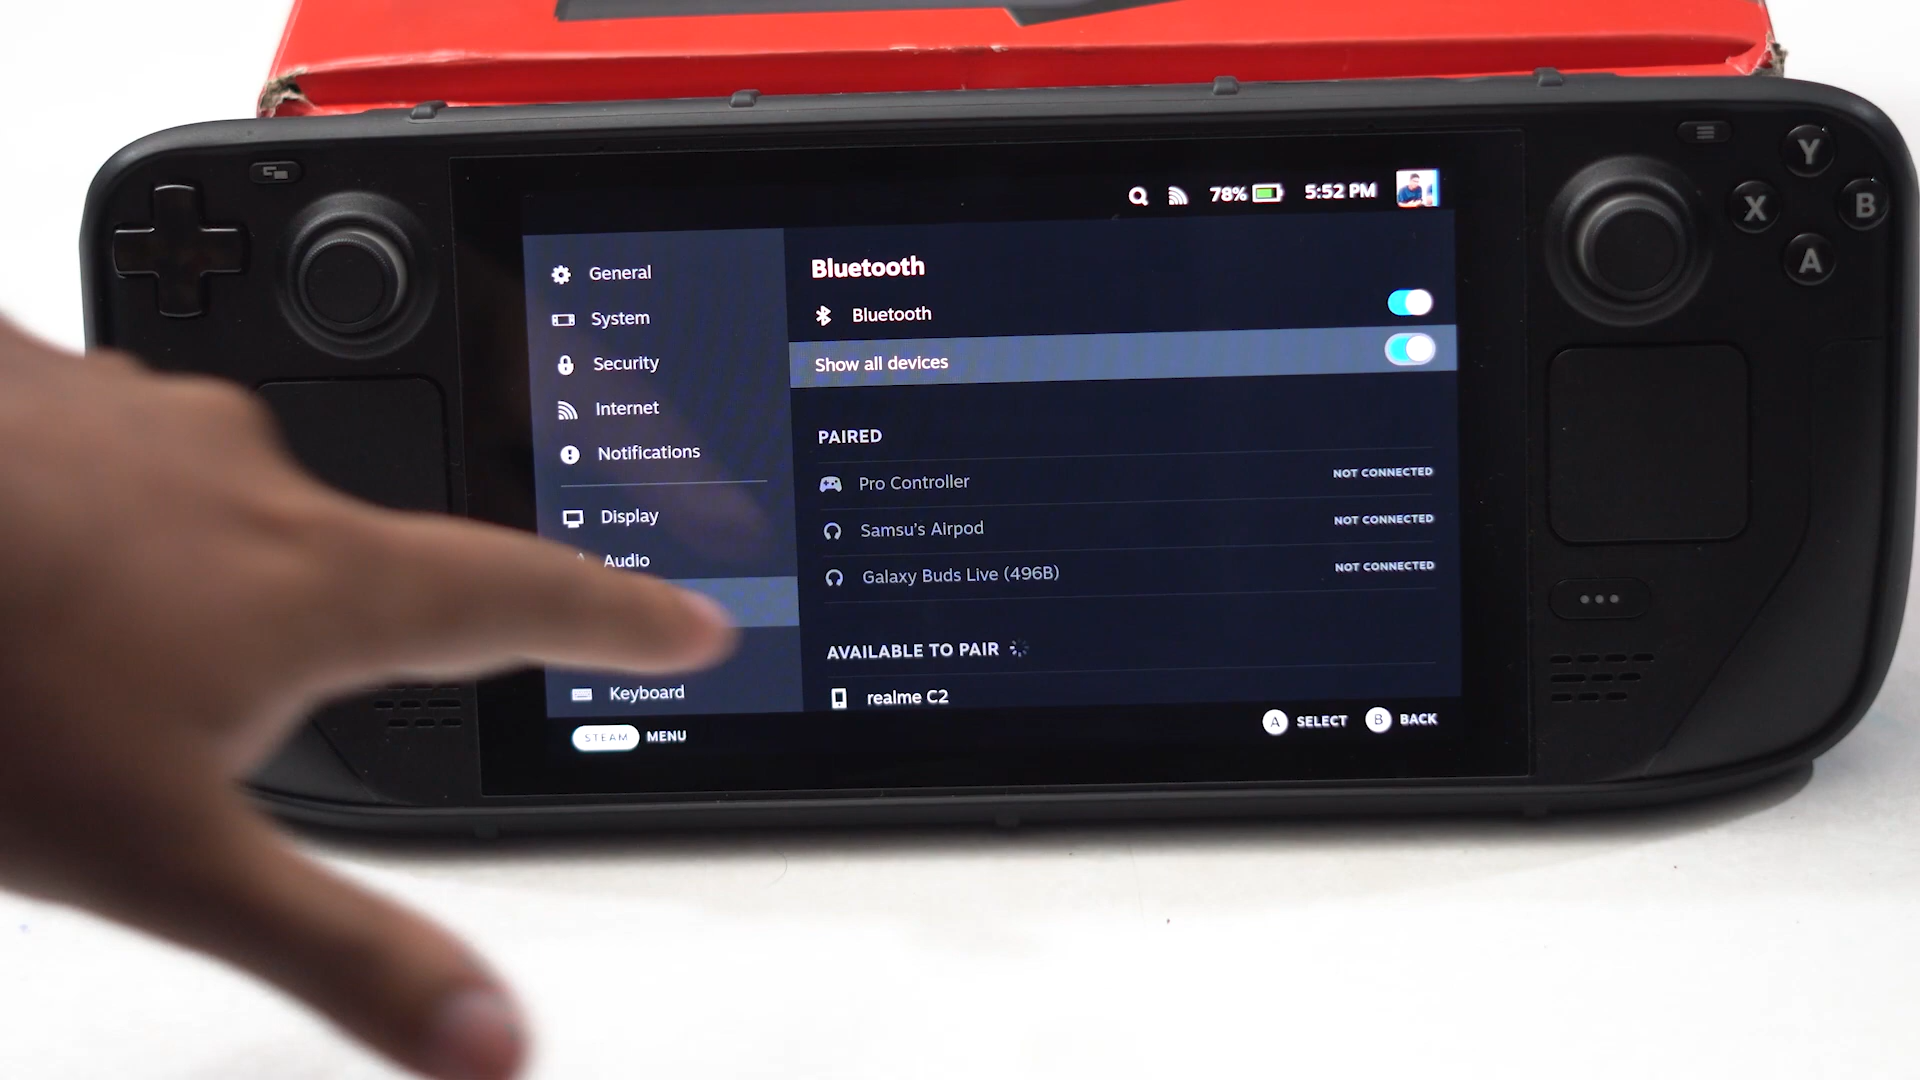 78%
5:52 PM
General
System
Security
Internet
Notifications
Display
Audio
Keyboard
Bluetooth
Bluetooth
Show all devices
PAIRED
Pro Controller NOT CONNECTED
Samsu's Airpod NOT CONNECTED
Galaxy Buds Live (496B) NOT CONNECTED
AVAILABLE TO PAIR
realme C2
STEAM MENU
A SELECT B BACK
Y
X
B
A